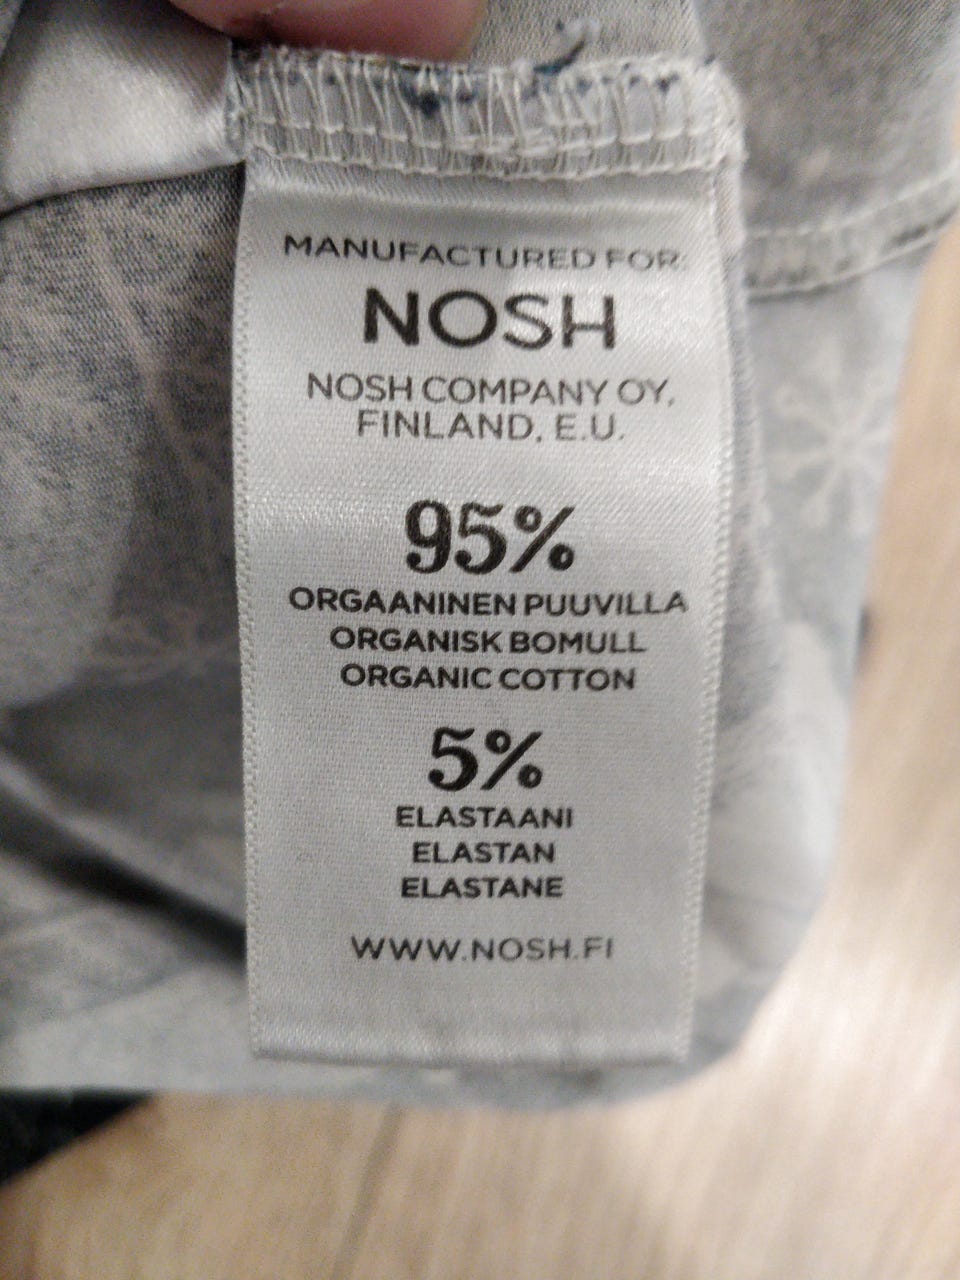 MANUFACTURED FOR:
NOSH
NOSH COMPANY OY,
FINLAND, E.U.
95%
ORGAANINEN PUUVILLA
ORGANISK BOMULL
ORGANIC COTTON
5%
ELASTAANI
ELASTAN
ELASTANE
WWW.NOSH.FI